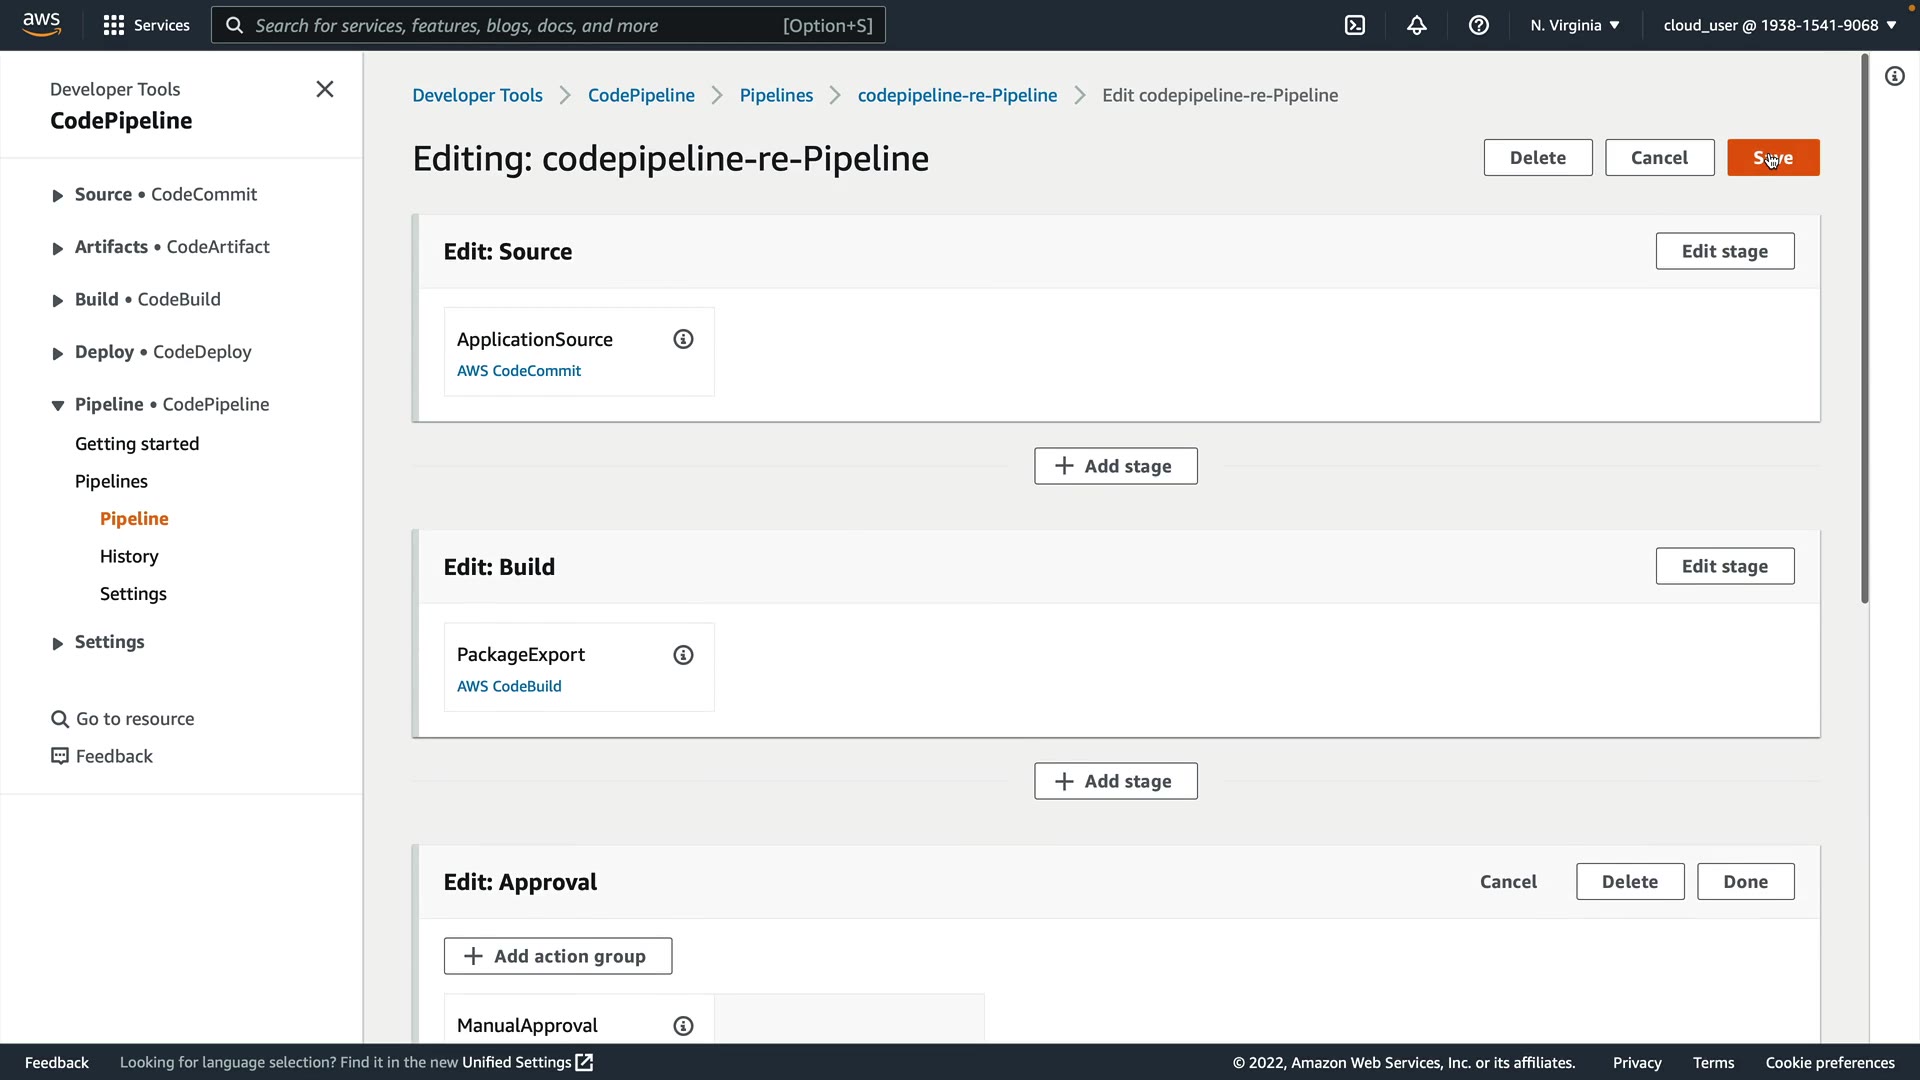 aws
Services
Search for services, features, blogs, docs, and more
[Option+S]
N. Virginia
cloud_user @ 1938-1541-9068
Developer Tools
CodePipeline
Source • CodeCommit
Artifacts • CodeArtifact
Build • CodeBuild
Deploy • CodeDeploy
Pipeline • CodePipeline
Getting started
Pipelines
Pipeline
History
Settings
Settings
Go to resource
Feedback
Developer Tools
CodePipeline
Pipelines
codepipeline-re-Pipeline
Edit codepipeline-re-Pipeline
Editing: codepipeline-re-Pipeline
Delete
Cancel
Save
Edit: Source
Edit stage
ApplicationSource
AWS CodeCommit
Add stage
Edit: Build
Edit stage
PackageExport
AWS CodeBuild
Add stage
Edit: Approval
Cancel
Delete
Done
Add action group
ManualApproval
Feedback
Looking for language selection? Find it in the new Unified Settings
© 2022, Amazon Web Services, Inc. or its affiliates.
Privacy
Terms
Cookie preferences